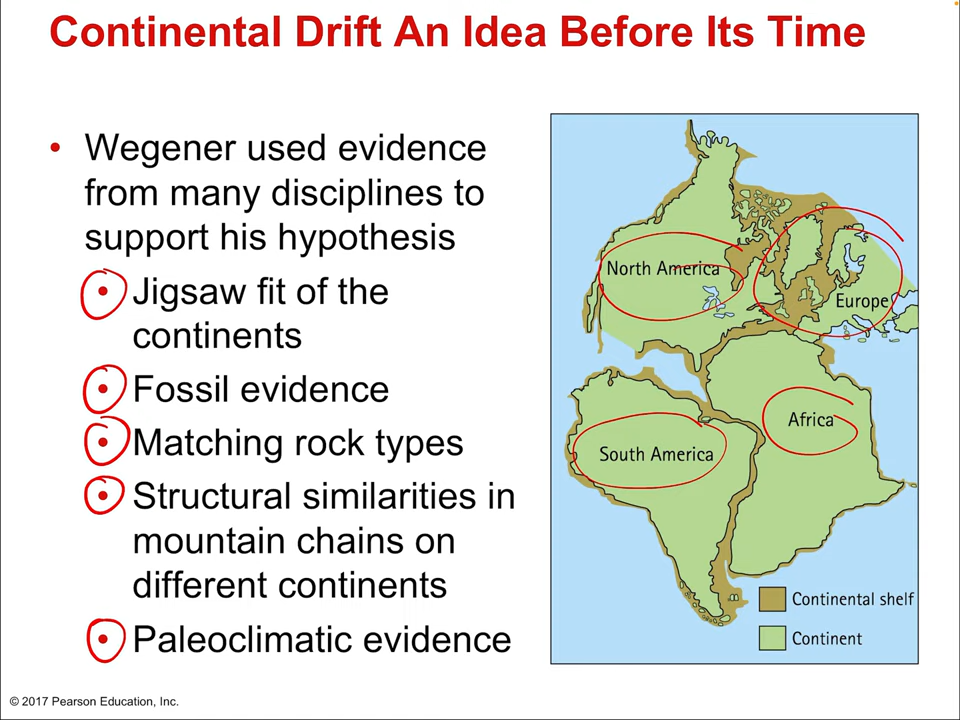 Continental Drift An Idea Before Its Time
• Wegener used evidence
from many disciplines to
support his hypothesis
• Jigsaw fit of the
continents
• Fossil evidence
• Matching rock types
• Structural similarities in
mountain chains on
different continents
• Paleoclimatic evidence
North America
Europe
Africa
South America
Continental shelf
Continent
© 2017 Pearson Education, Inc.